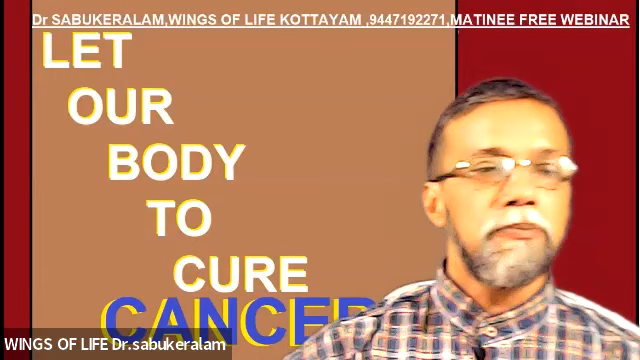 Dr SABUKERALAM,WINGS OF LIFE KOTTAYAM ,9447192271,MATINEE FREE WEBINAR
LET
OUR
BODY
TO
CURE
CANCER
WINGS OF LIFE Dr.sabukeralam